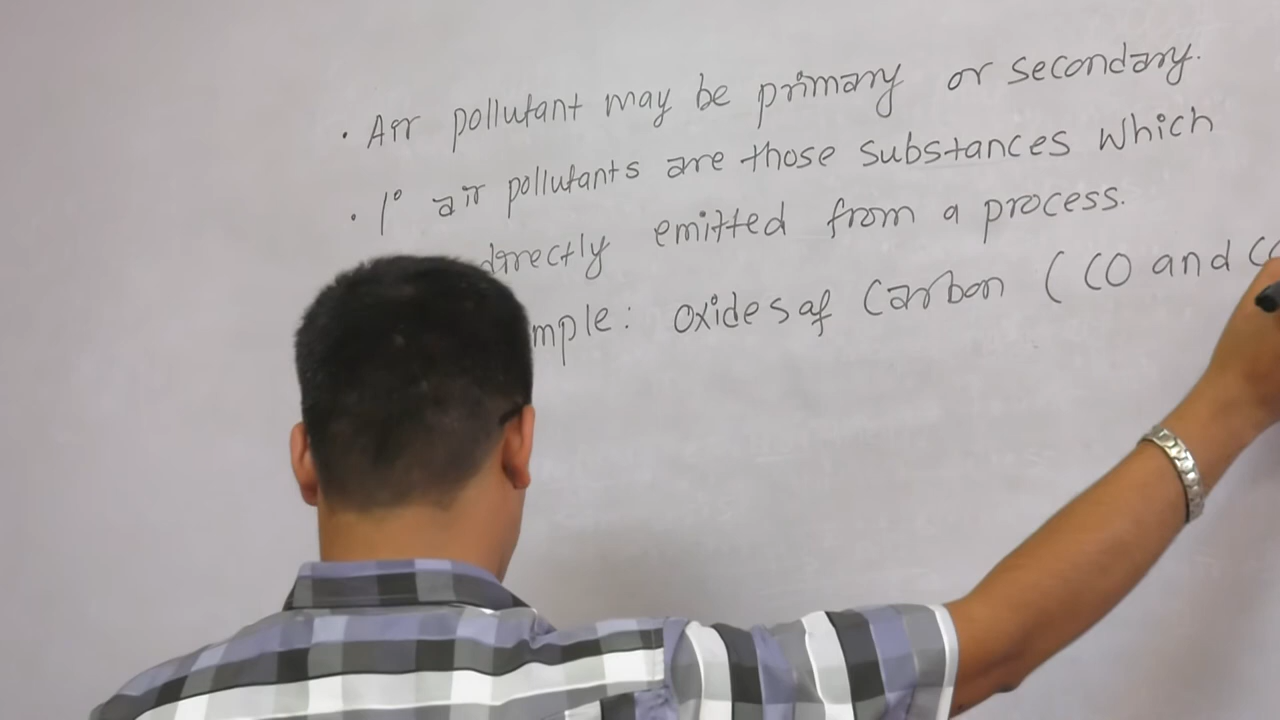 • Air pollutant may be primary or secondary.
• 1° air pollutants are those substances which
directly emitted from a process.
mple: oxides of Carbon ( CO and